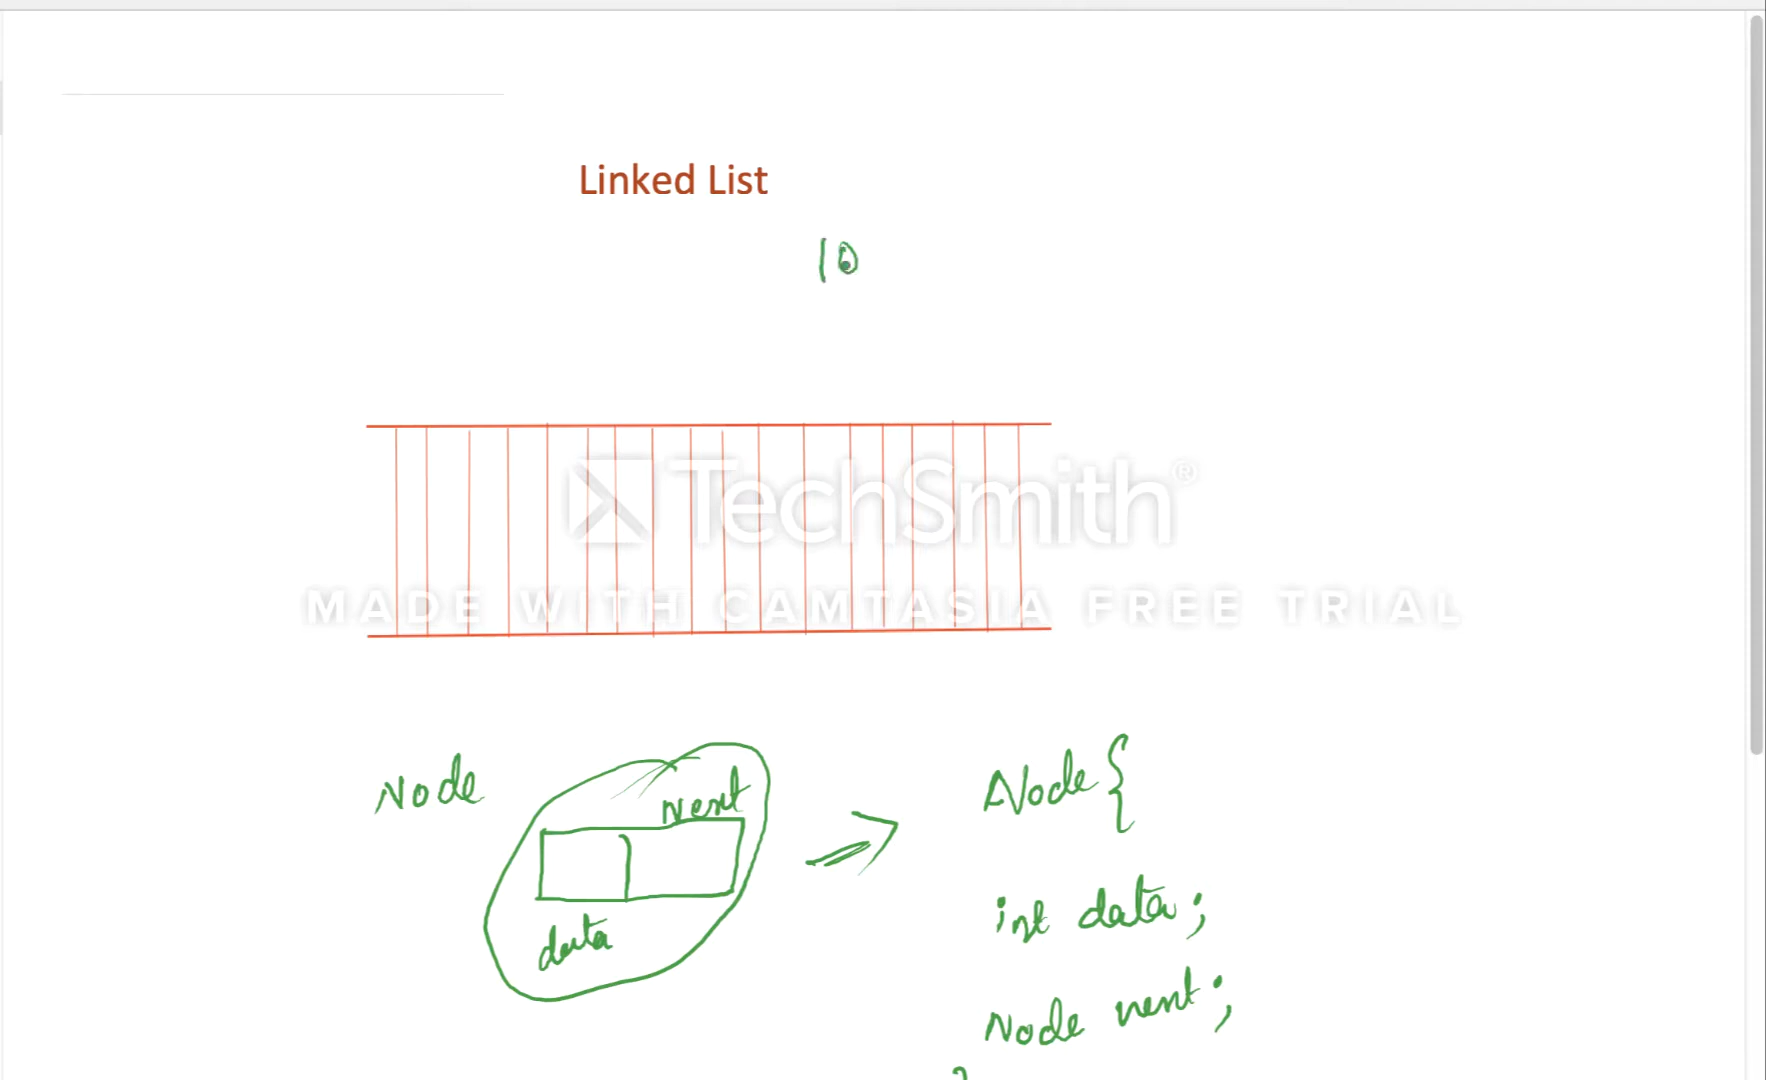 Linked List
10
TechSmith®
MADE WITH CAMTASIA FREE TRIAL
Node
Next
data
Node {
int data;
Node next;
}